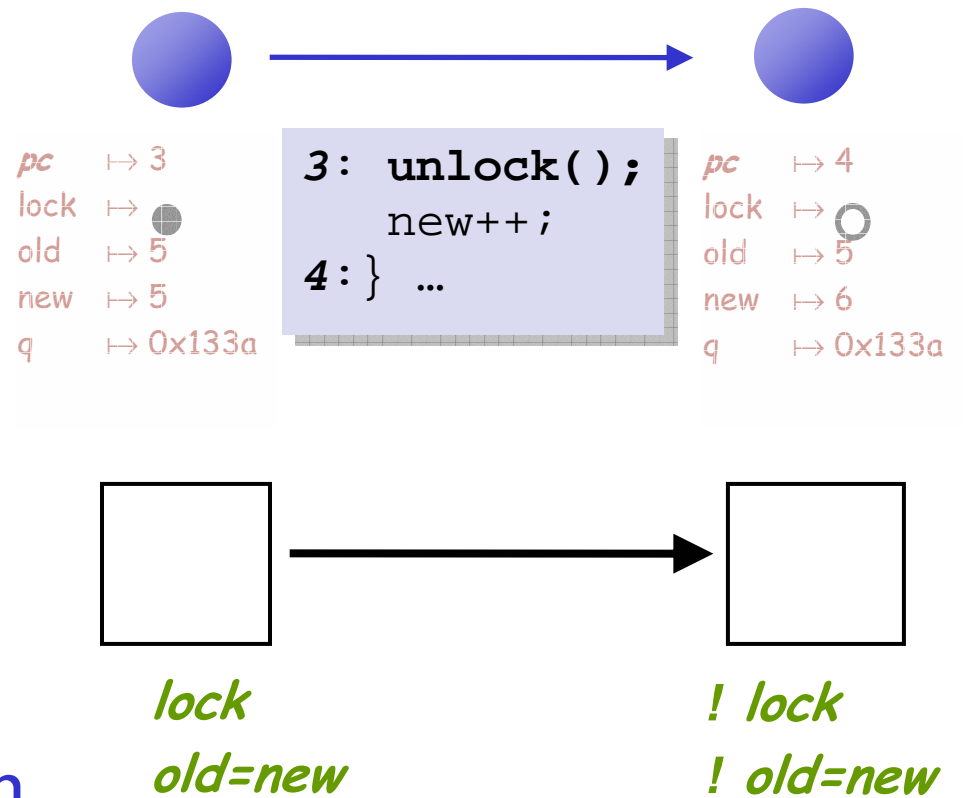 pc ↦ 3
lock ↦
old ↦ 5
new ↦ 5
q ↦ 0x133a
3: unlock();
new++;
4:} …
pc ↦ 4
lock ↦
old ↦ 5
new ↦ 6
q ↦ 0x133a
lock
old=new
! lock
! old=new